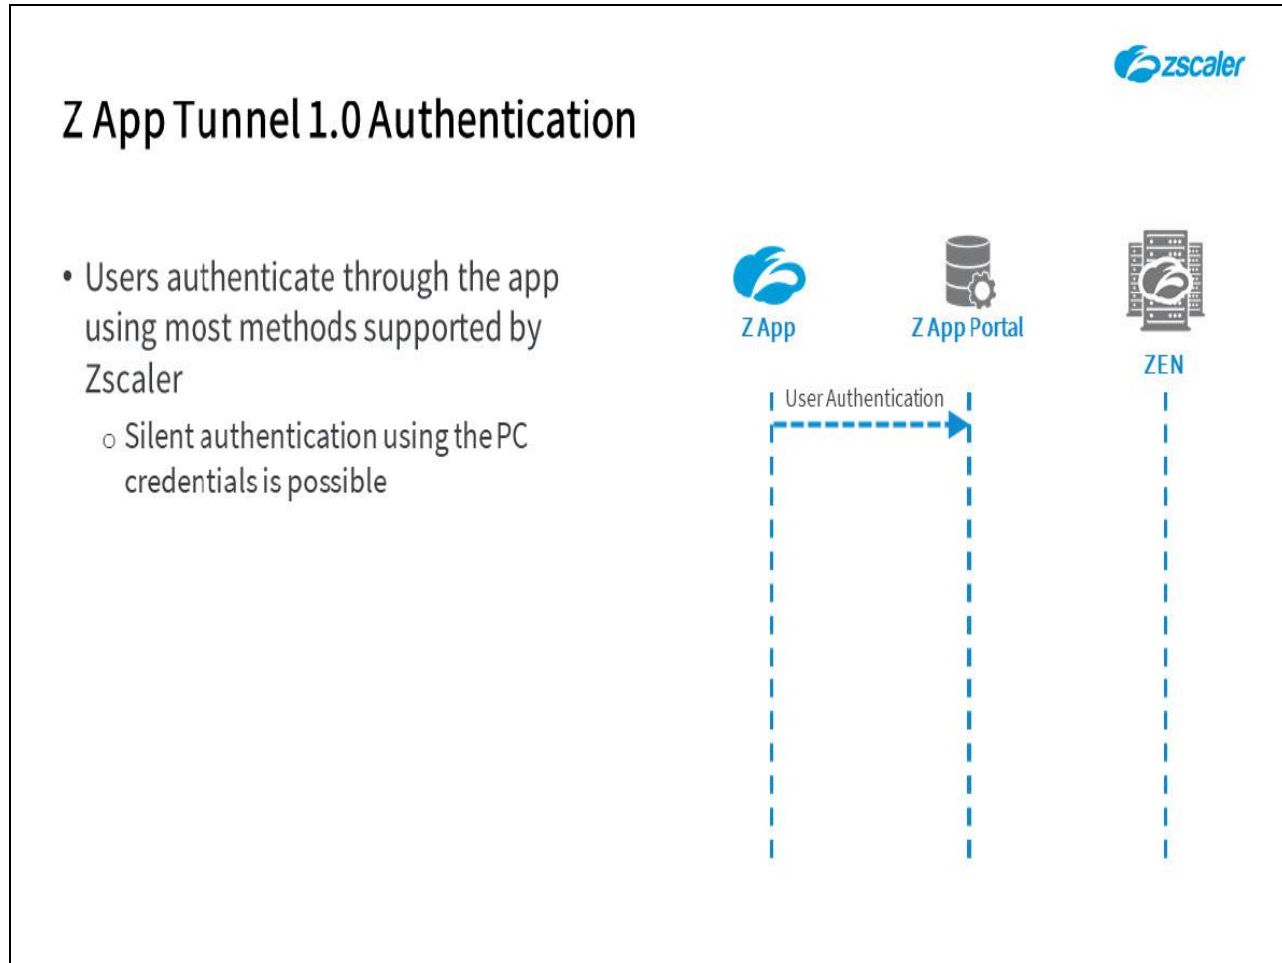 zscaler
Z App Tunnel 1.0 Authentication
• Users authenticate through the app
using most methods supported by
Zscaler
o Silent authentication using the PC
credentials is possible
Z App
Z App Portal
ZEN
User Authentication